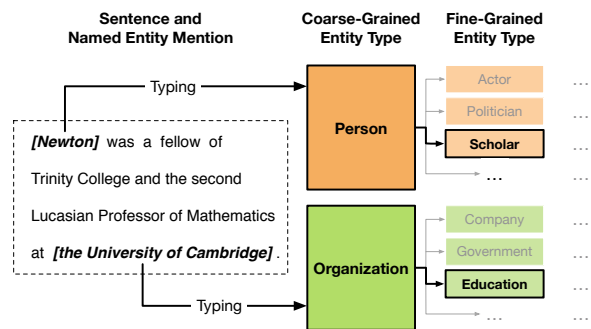 Sentence and
Named Entity Mention
Coarse-Grained
Entity Type
Fine-Grained
Entity Type
Typing
[Newton] was a fellow of
Trinity College and the second
Lucasian Professor of Mathematics
at [the University of Cambridge] .
Typing
Person
Actor ...
Politician ...
Scholar ...
... ...
Organization
Company ...
Government ...
Education ...
... ...